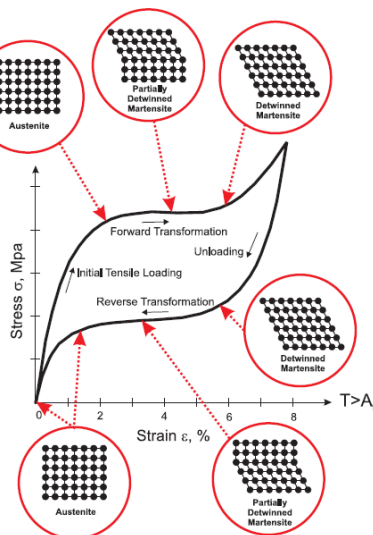 Austenite
Partially
Detwinned
Martensite
Detwinned
Martensite
Stress σ, Mpa
Forward Transformation
Unloading
Initial Tensile Loading
Reverse Transformation
Detwinned
Martensite
0 2 4 6 8
T>A
Strain ε, %
Austenite
Partially
Detwinned
Martensite